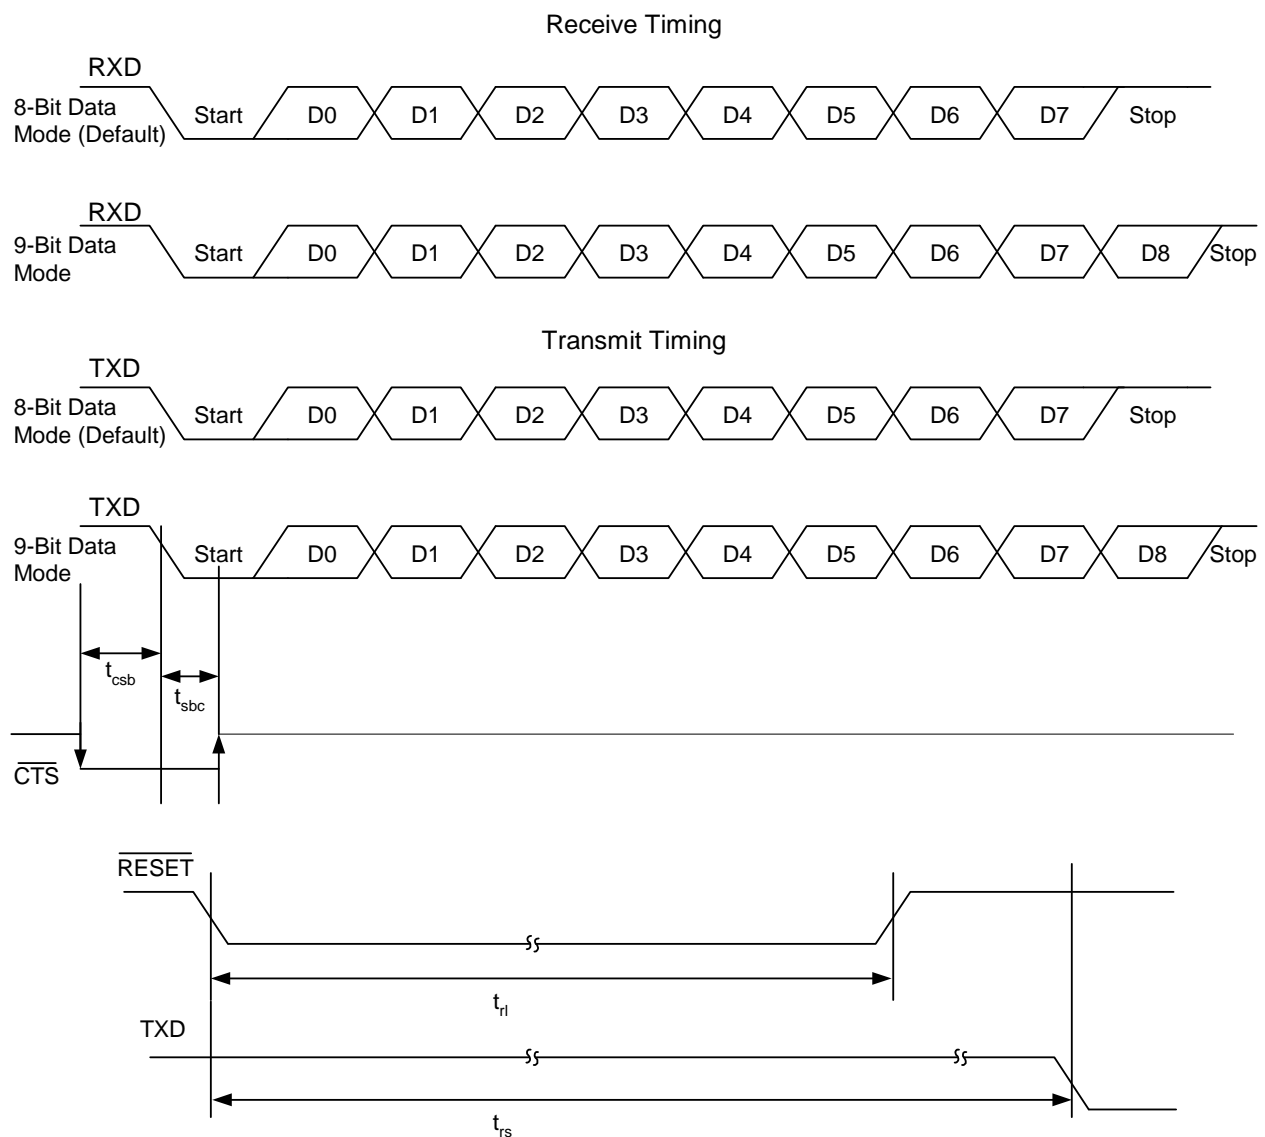 Receive Timing
RXD
8-Bit Data
Mode (Default)
Start D0 D1 D2 D3 D4 D5 D6 D7 Stop
RXD
9-Bit Data
Mode
Start D0 D1 D2 D3 D4 D5 D6 D7 D8 Stop
Transmit Timing
TXD
8-Bit Data
Mode (Default)
Start D0 D1 D2 D3 D4 D5 D6 D7 Stop
TXD
9-Bit Data
Mode
Start D0 D1 D2 D3 D4 D5 D6 D7 D8 Stop
tcsb
tsbc
CTS
RESET
trl
TXD
trs